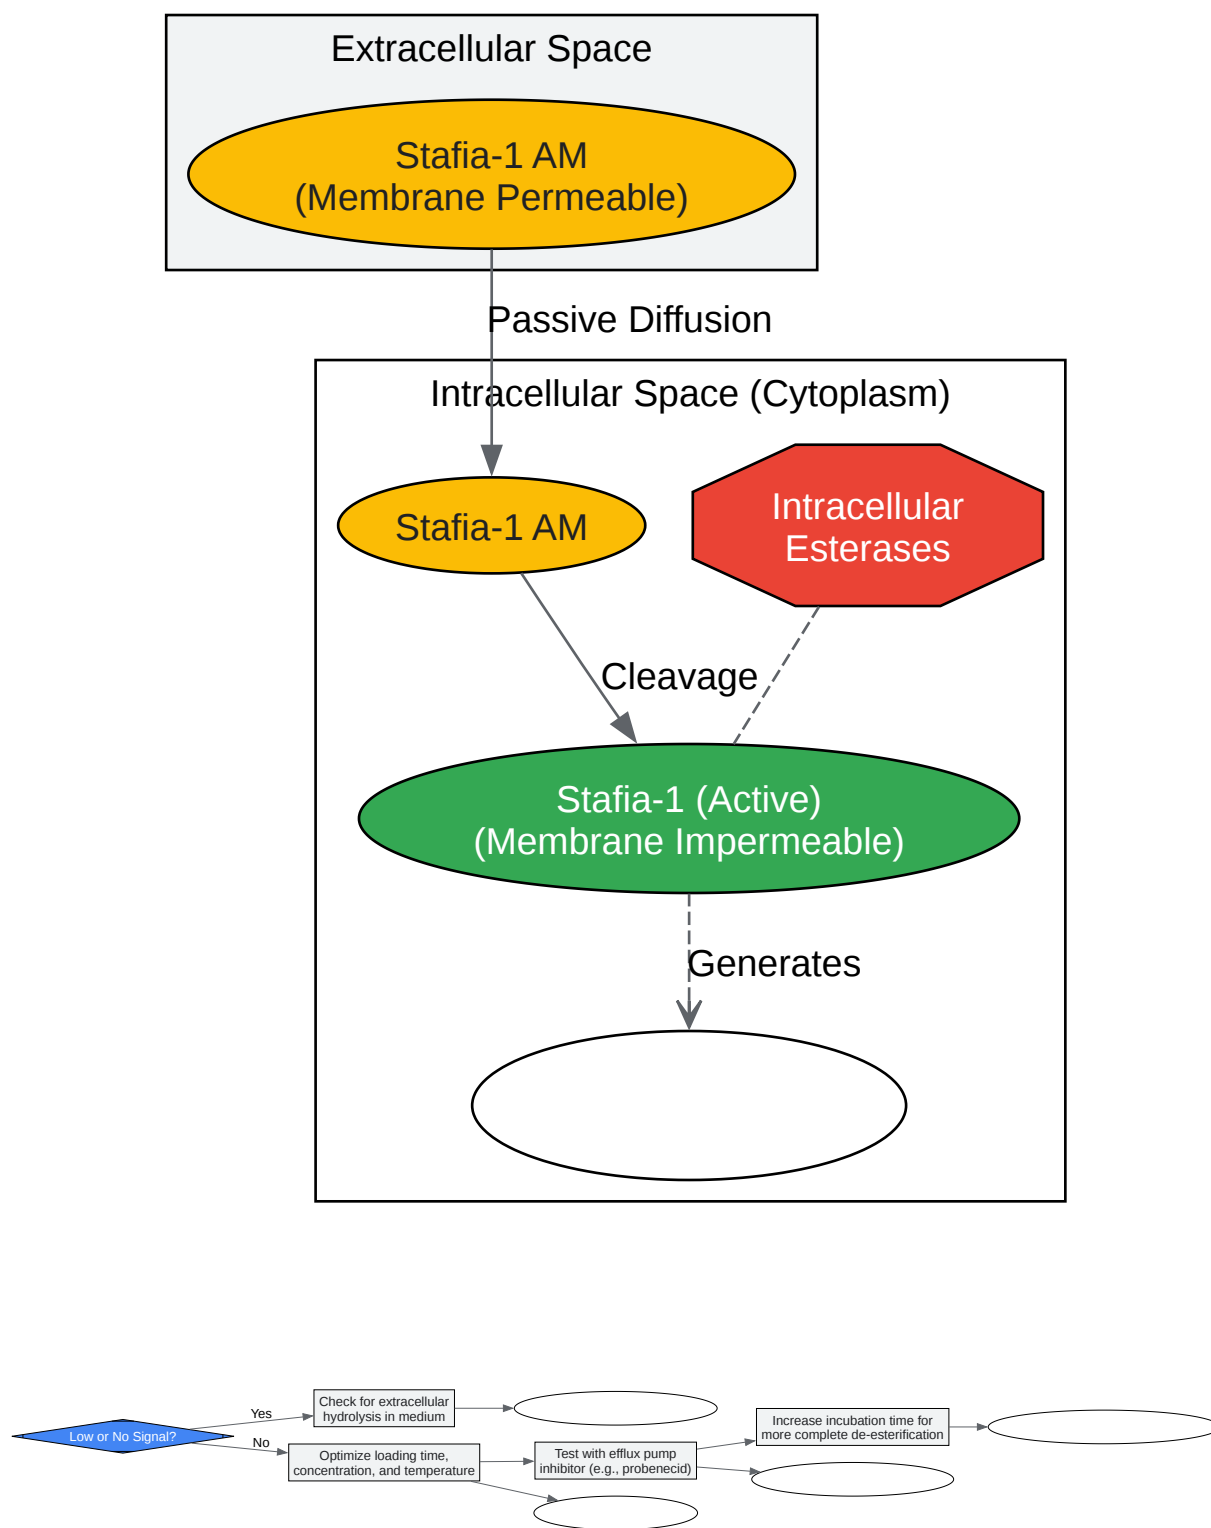 Extracellular Space
Stafia-1 AM
(Membrane Permeable)
Passive Diffusion
Intracellular Space (Cytoplasm)
Stafia-1 AM
Intracellular
Esterases
Cleavage
Stafia-1 (Active)
(Membrane Impermeable)
Generates
Low or No Signal?
Yes
No
Check for extracellular
hydrolysis in medium
Optimize loading time,
concentration, and temperature
Test with efflux pump
inhibitor (e.g., probenecid)
Increase incubation time for
more complete de-esterification